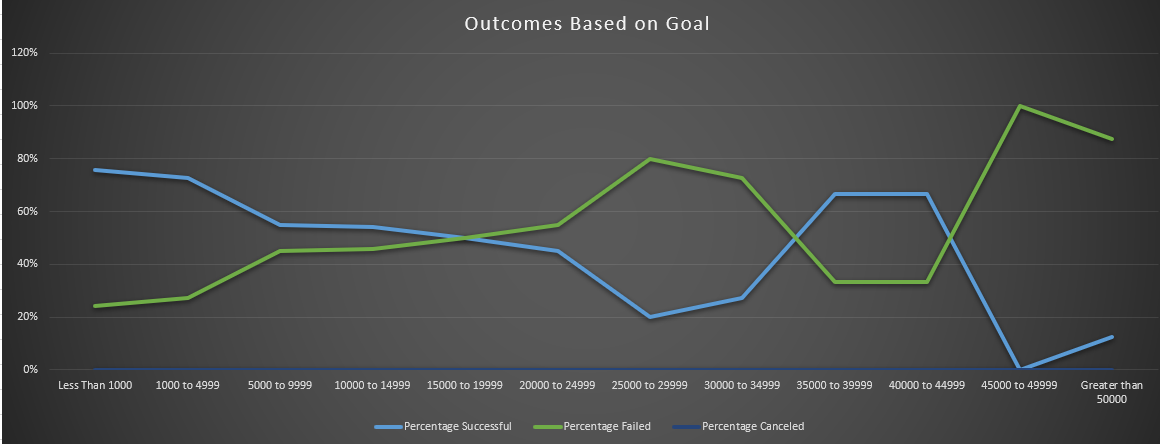 Outcomes Based on Goal
120%
100%
80%
60%
40%
20%
0%
Less Than 1000 1000 to 4999 5000 to 9999 10000 to 14999 15000 to 19999 20000 to 24999 25000 to 29999 30000 to 34999 35000 to 39999 40000 to 44999 45000 to 49999 Greater than
50000
Percentage Successful Percentage Failed Percentage Canceled